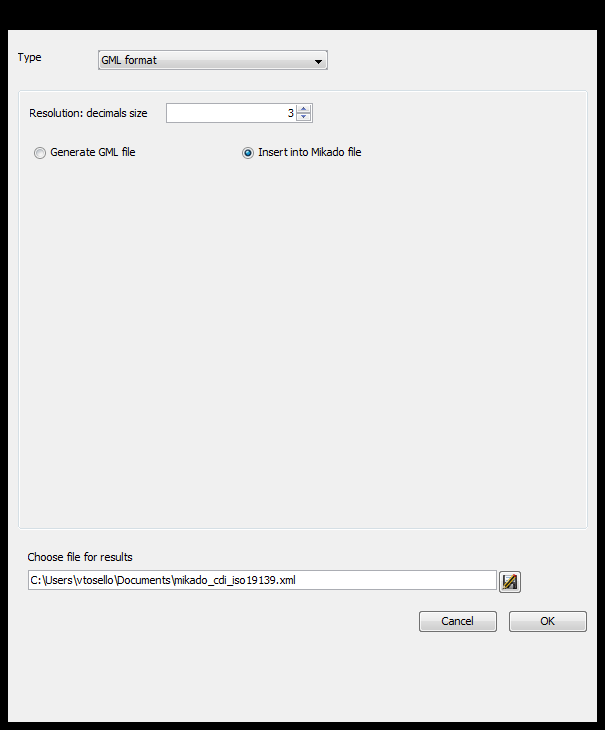 Type GML format
Resolution: decimals size 3
Generate GML file Insert into Mikado file
Choose file for results
C:\Users\vtosello\Documents\mikado_cdi_iso19139.xml
Cancel OK